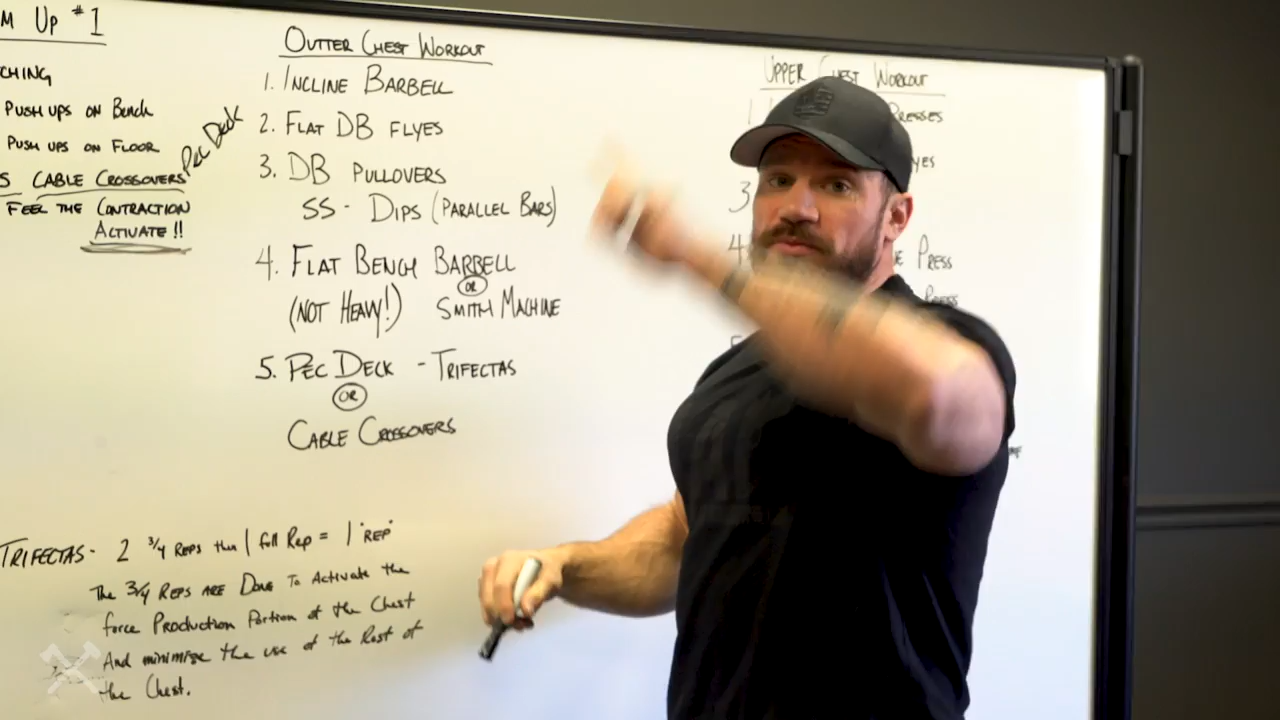 M UP #1
CHING
PUSH UPS ON BENCH
PUSH UPS ON FLOOR
S CABLE CROSSOVERS PEC DECK
FEEL THE CONTRACTION
ACTIVATE!!
OUTTER CHEST WORKOUT
1. INCLINE BARBELL
2. FLAT DB FLYES
3. DB PULLOVERS
SS - DIPS (PARALLEL BARS)
4. FLAT BENCH BARBELL
OR
(NOT HEAVY!) SMITH MACHINE
5. PEC DECK - TRIFECTAS
OR
CABLE CROSSOVERS
TRIFECTAS - 2 3/4 REPS then 1 full Rep = 1 "REP"
The 3/4 REPS ARE Done To Activate the
force Production Portion of the Chest
And minimize the use of the Rest of
the Chest.
UPPER CHEST WORKOUT
1 PRESSES
YES
3
4 PRESS